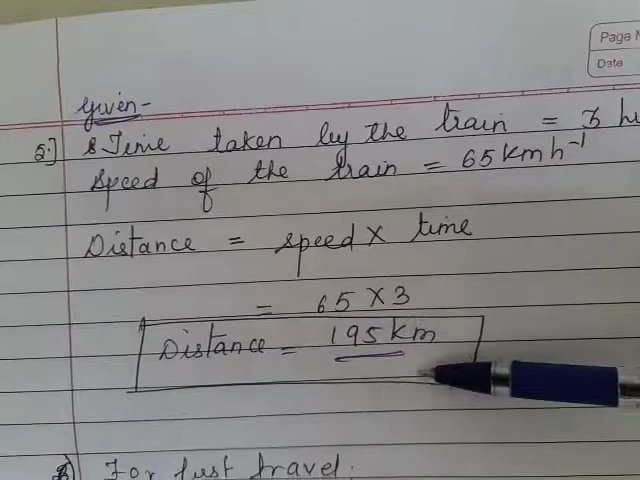 Page N
Date
Given-
5.] Time taken by the train = 3 h
Speed of the train = 65 kmh⁻¹
Distance = speed × time
= 65 × 3
Distance = 195 km
For fust travel.